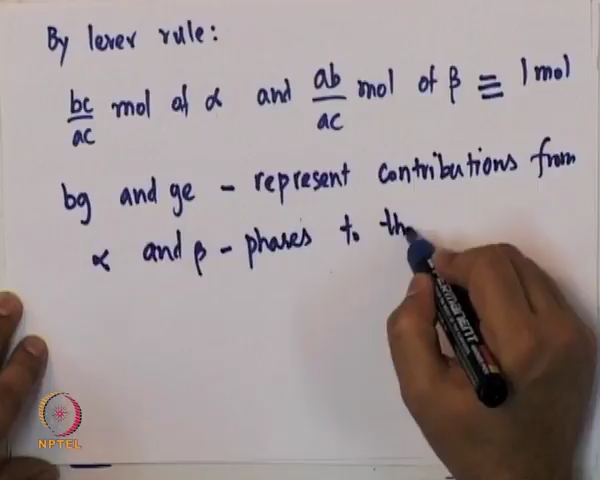 By lever rule:
bc/ac mol of α and ab/ac mol of β ≡ 1 mol
bg and ge - represent contributions from
α and β - phases to th
PERMANENT
NPTEL